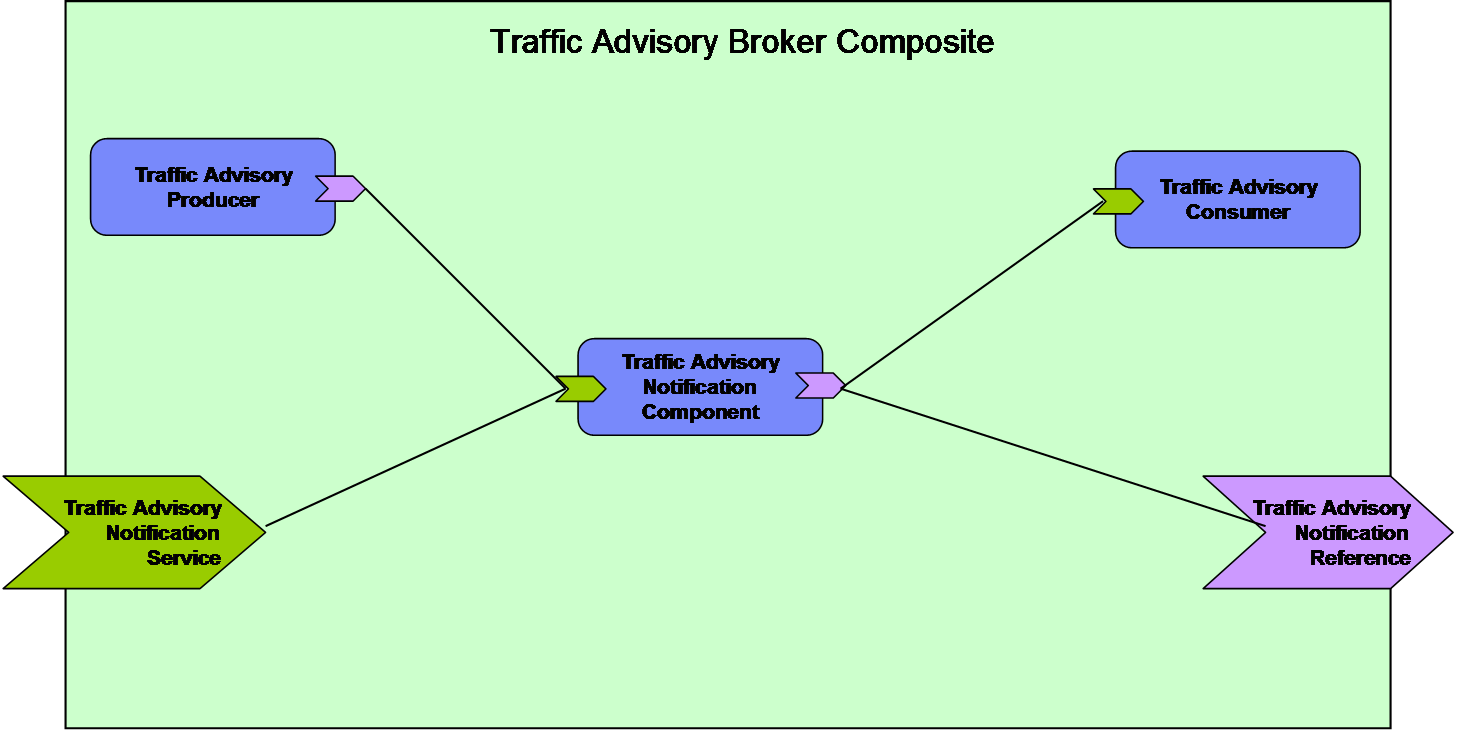 Traffic Advisory Broker Composite
Traffic Advisory
Producer
Traffic Advisory
Consumer
Traffic Advisory
Notification
Component
Traffic Advisory
Notification
Service
Traffic Advisory
Notification
Reference